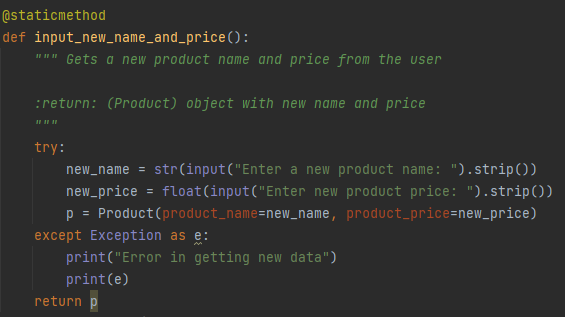 @staticmethod
def input_new_name_and_price():
    """ Gets a new product name and price from the user

    :return: (Product) object with new name and price
    """
    try:
        new_name = str(input("Enter a new product name: ").strip())
        new_price = float(input("Enter new product price: ").strip())
        p = Product(product_name=new_name, product_price=new_price)
    except Exception as e:
        print("Error in getting new data")
        print(e)
    return p